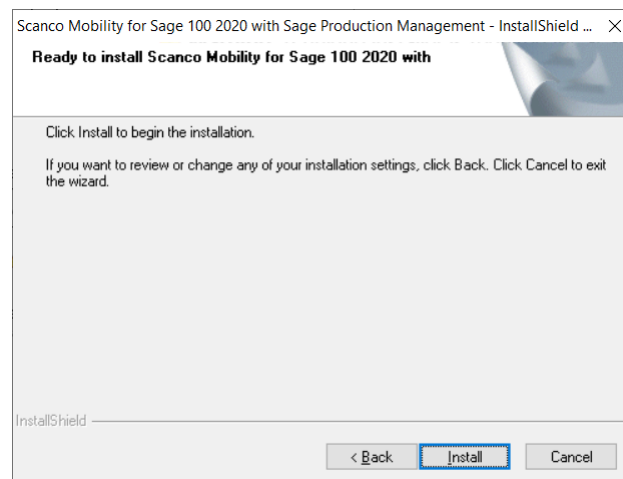 Scanco Mobility for Sage 100 2020 with Sage Production Management - InstallShield ...
Ready to install Scanco Mobility for Sage 100 2020 with
Click Install to begin the installation.
If you want to review or change any of your installation settings, click Back. Click Cancel to exit
the wizard.
InstallShield
< Back Install Cancel